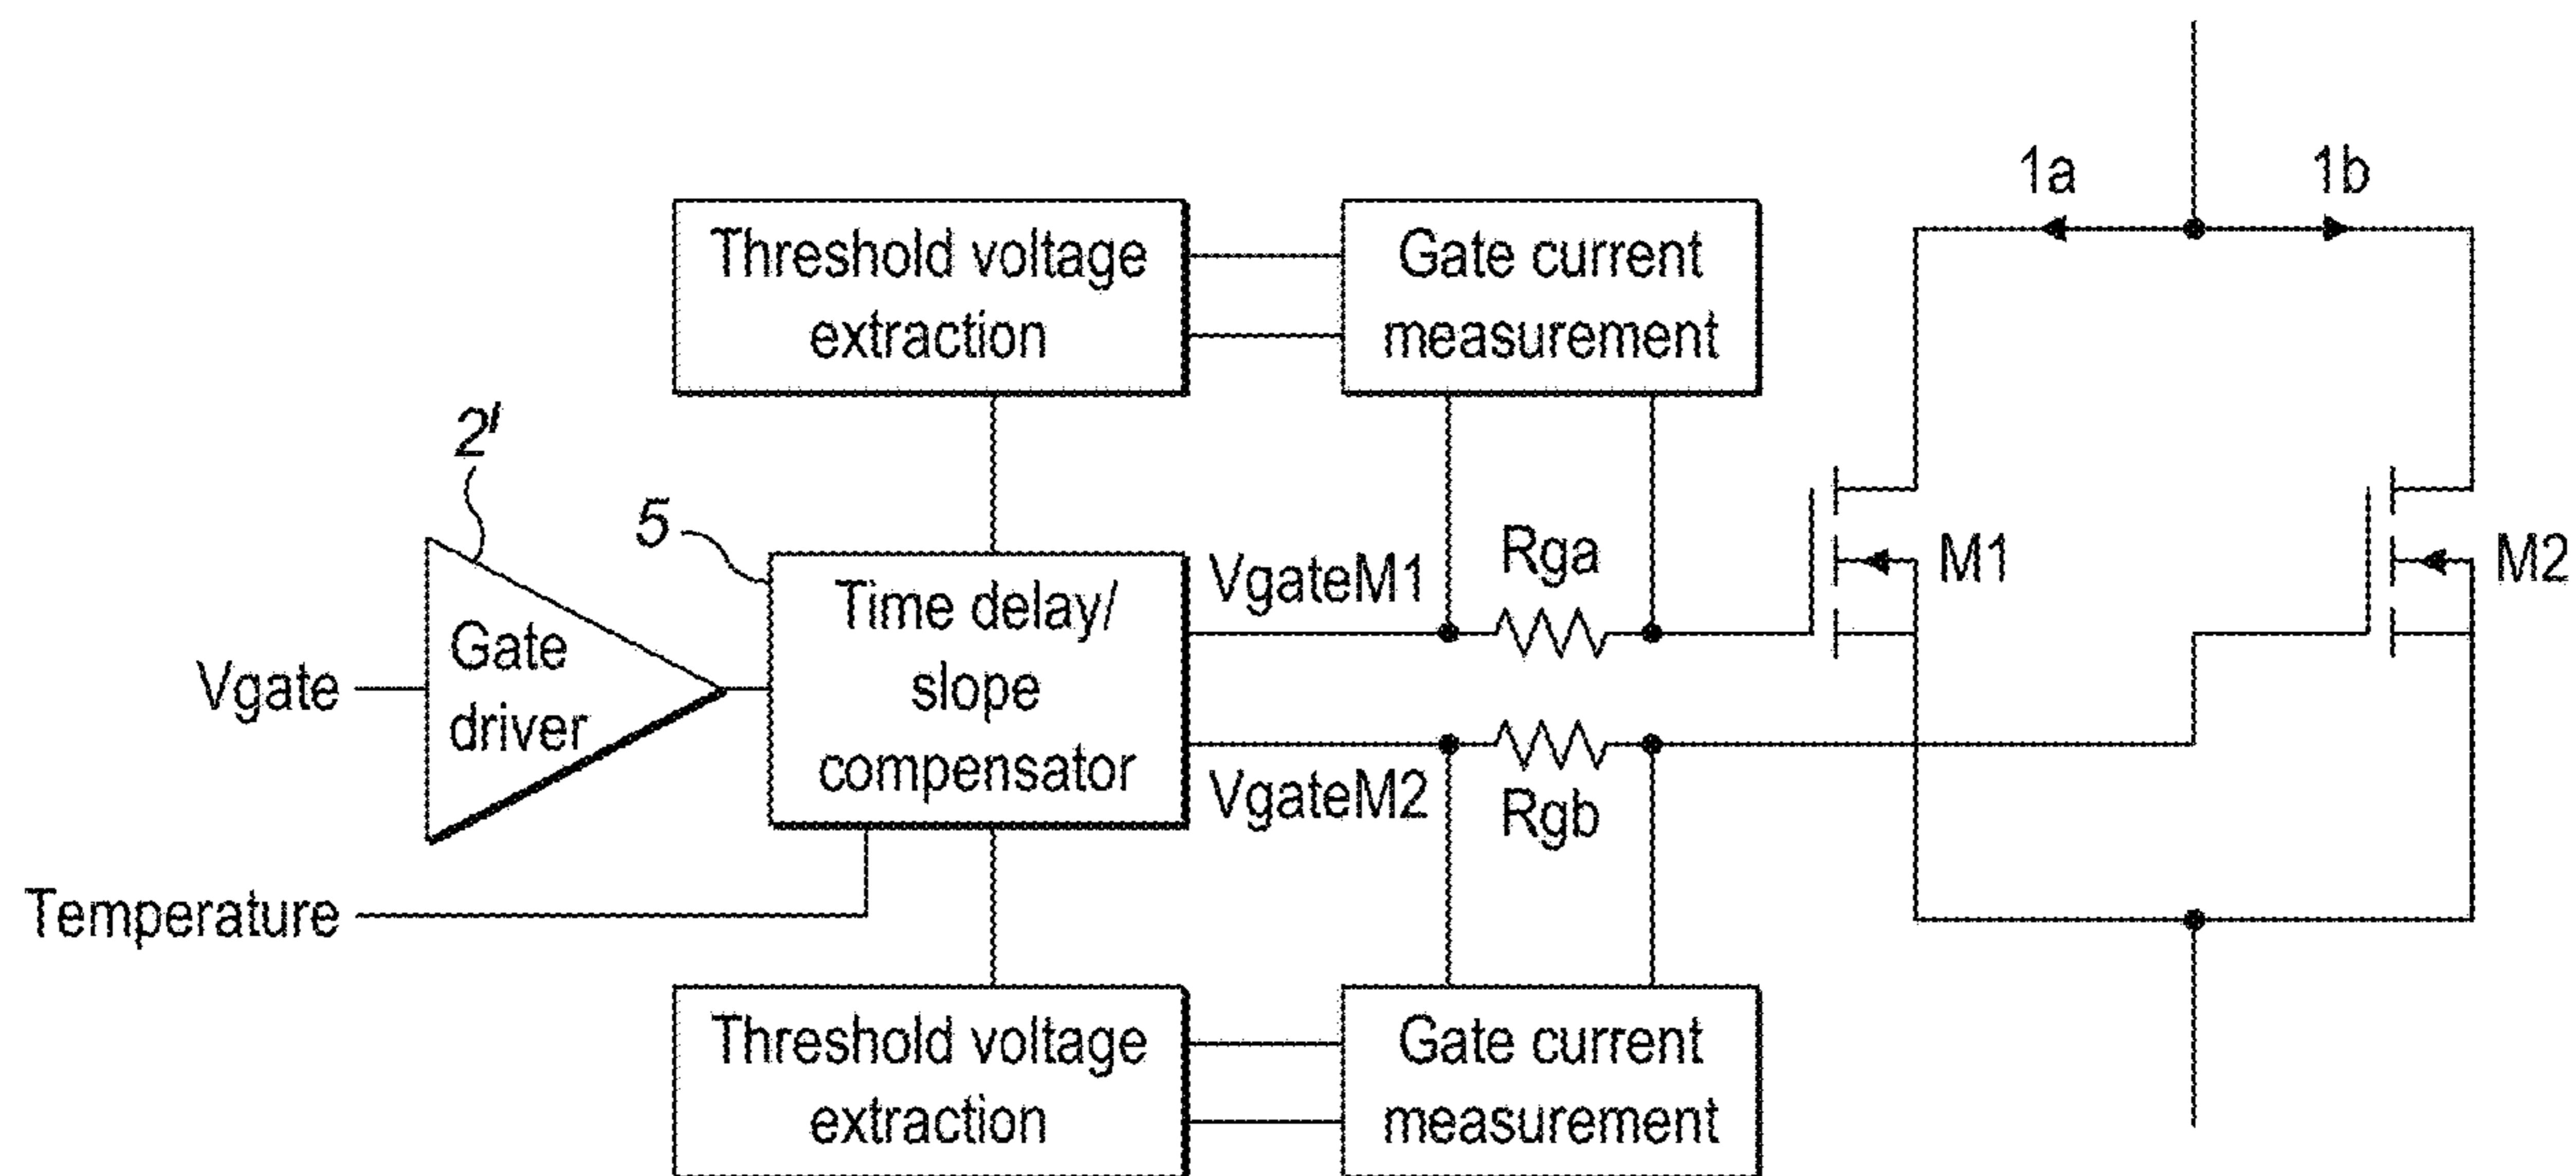 1a
1b
Threshold voltage
extraction
Gate current
measurement
2'
5
Vgate
Gate
driver
Time delay/
slope
compensator
VgateM1
Rga
M1
M2
VgateM2
Rgb
Temperature
Threshold voltage
extraction
Gate current
measurement